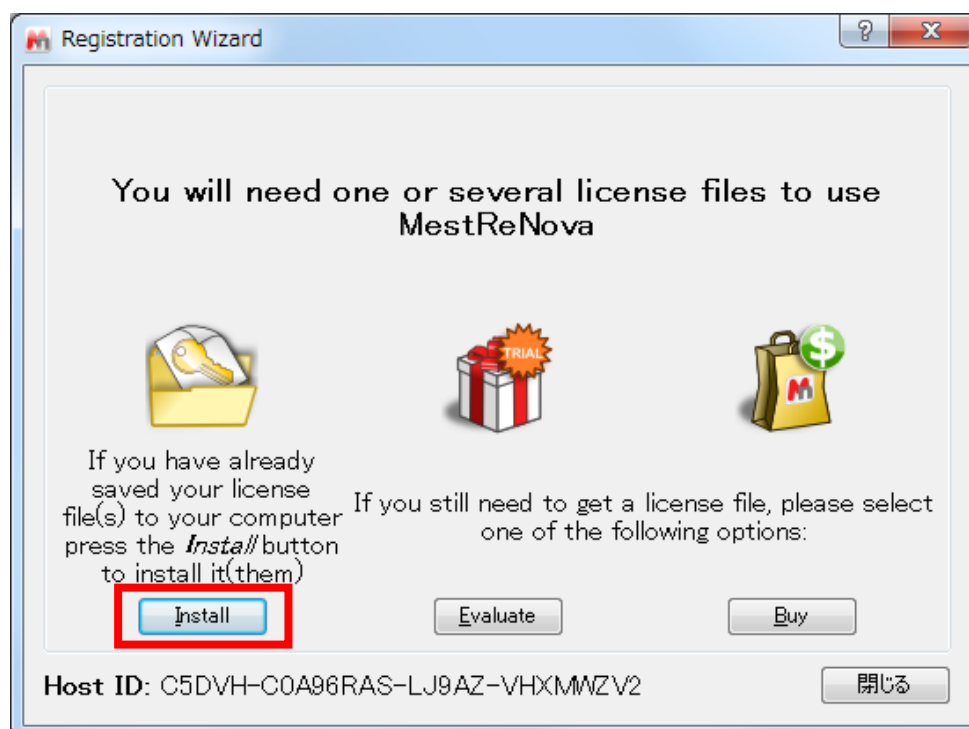 Registration Wizard
You will need one or several license files to use
MestReNova
TRIAL
If you have already
saved your license
file(s) to your computer
press the Install button
to install it(them)
If you still need to get a license file, please select
one of the following options:
Install
Evaluate
Buy
Host ID: C5DVH-C0A96RAS-LJ9AZ-VHXMWZV2
閉じる